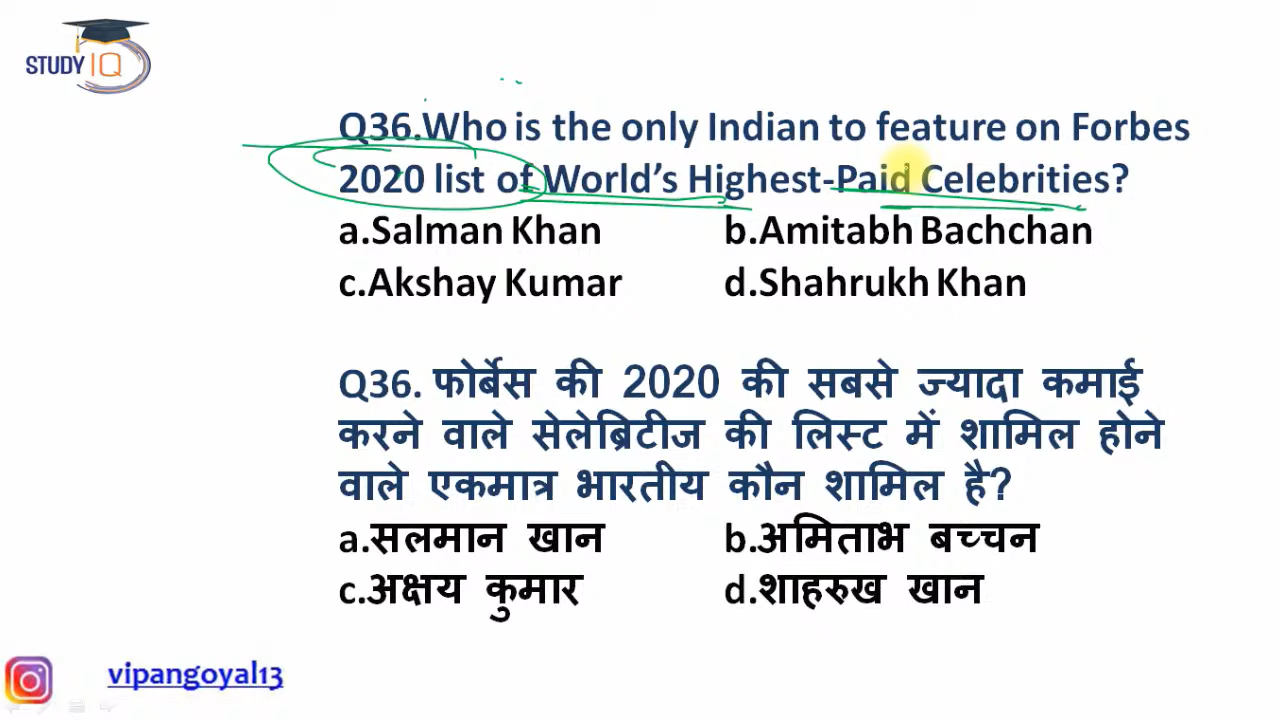 STUDY IQ
Q36.Who is the only Indian to feature on Forbes
2020 list of World's Highest-Paid Celebrities?
a.Salman Khan b.Amitabh Bachchan
c.Akshay Kumar d.Shahrukh Khan
Q36. फोर्बेस की 2020 की सबसे ज्यादा कमाई
करने वाले सेलेब्रिटीज की लिस्ट में शामिल होने
वाले एकमात्र भारतीय कौन शामिल है?
a.सलमान खान b.अमिताभ बच्चन
c.अक्षय कुमार d.शाहरुख खान
vipangoyal13